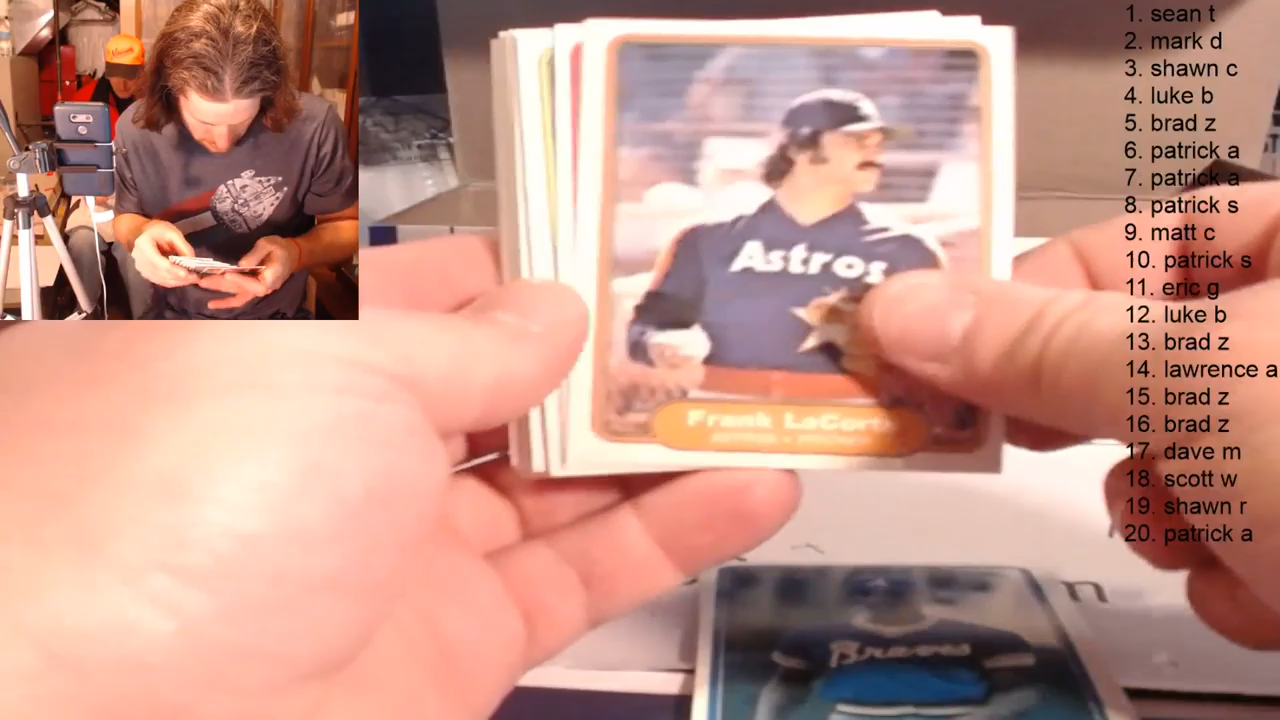 1. sean t
2. mark d
3. shawn c
4. luke b
5. brad z
6. patrick a
7. patrick a
8. patrick s
9. matt c
10. patrick s
11. eric g
12. luke b
13. brad z
14. lawrence a
15. brad z
16. brad z
17. dave m
18. scott w
19. shawn r
20. patrick a
Astros
Frank LaCort
Braves